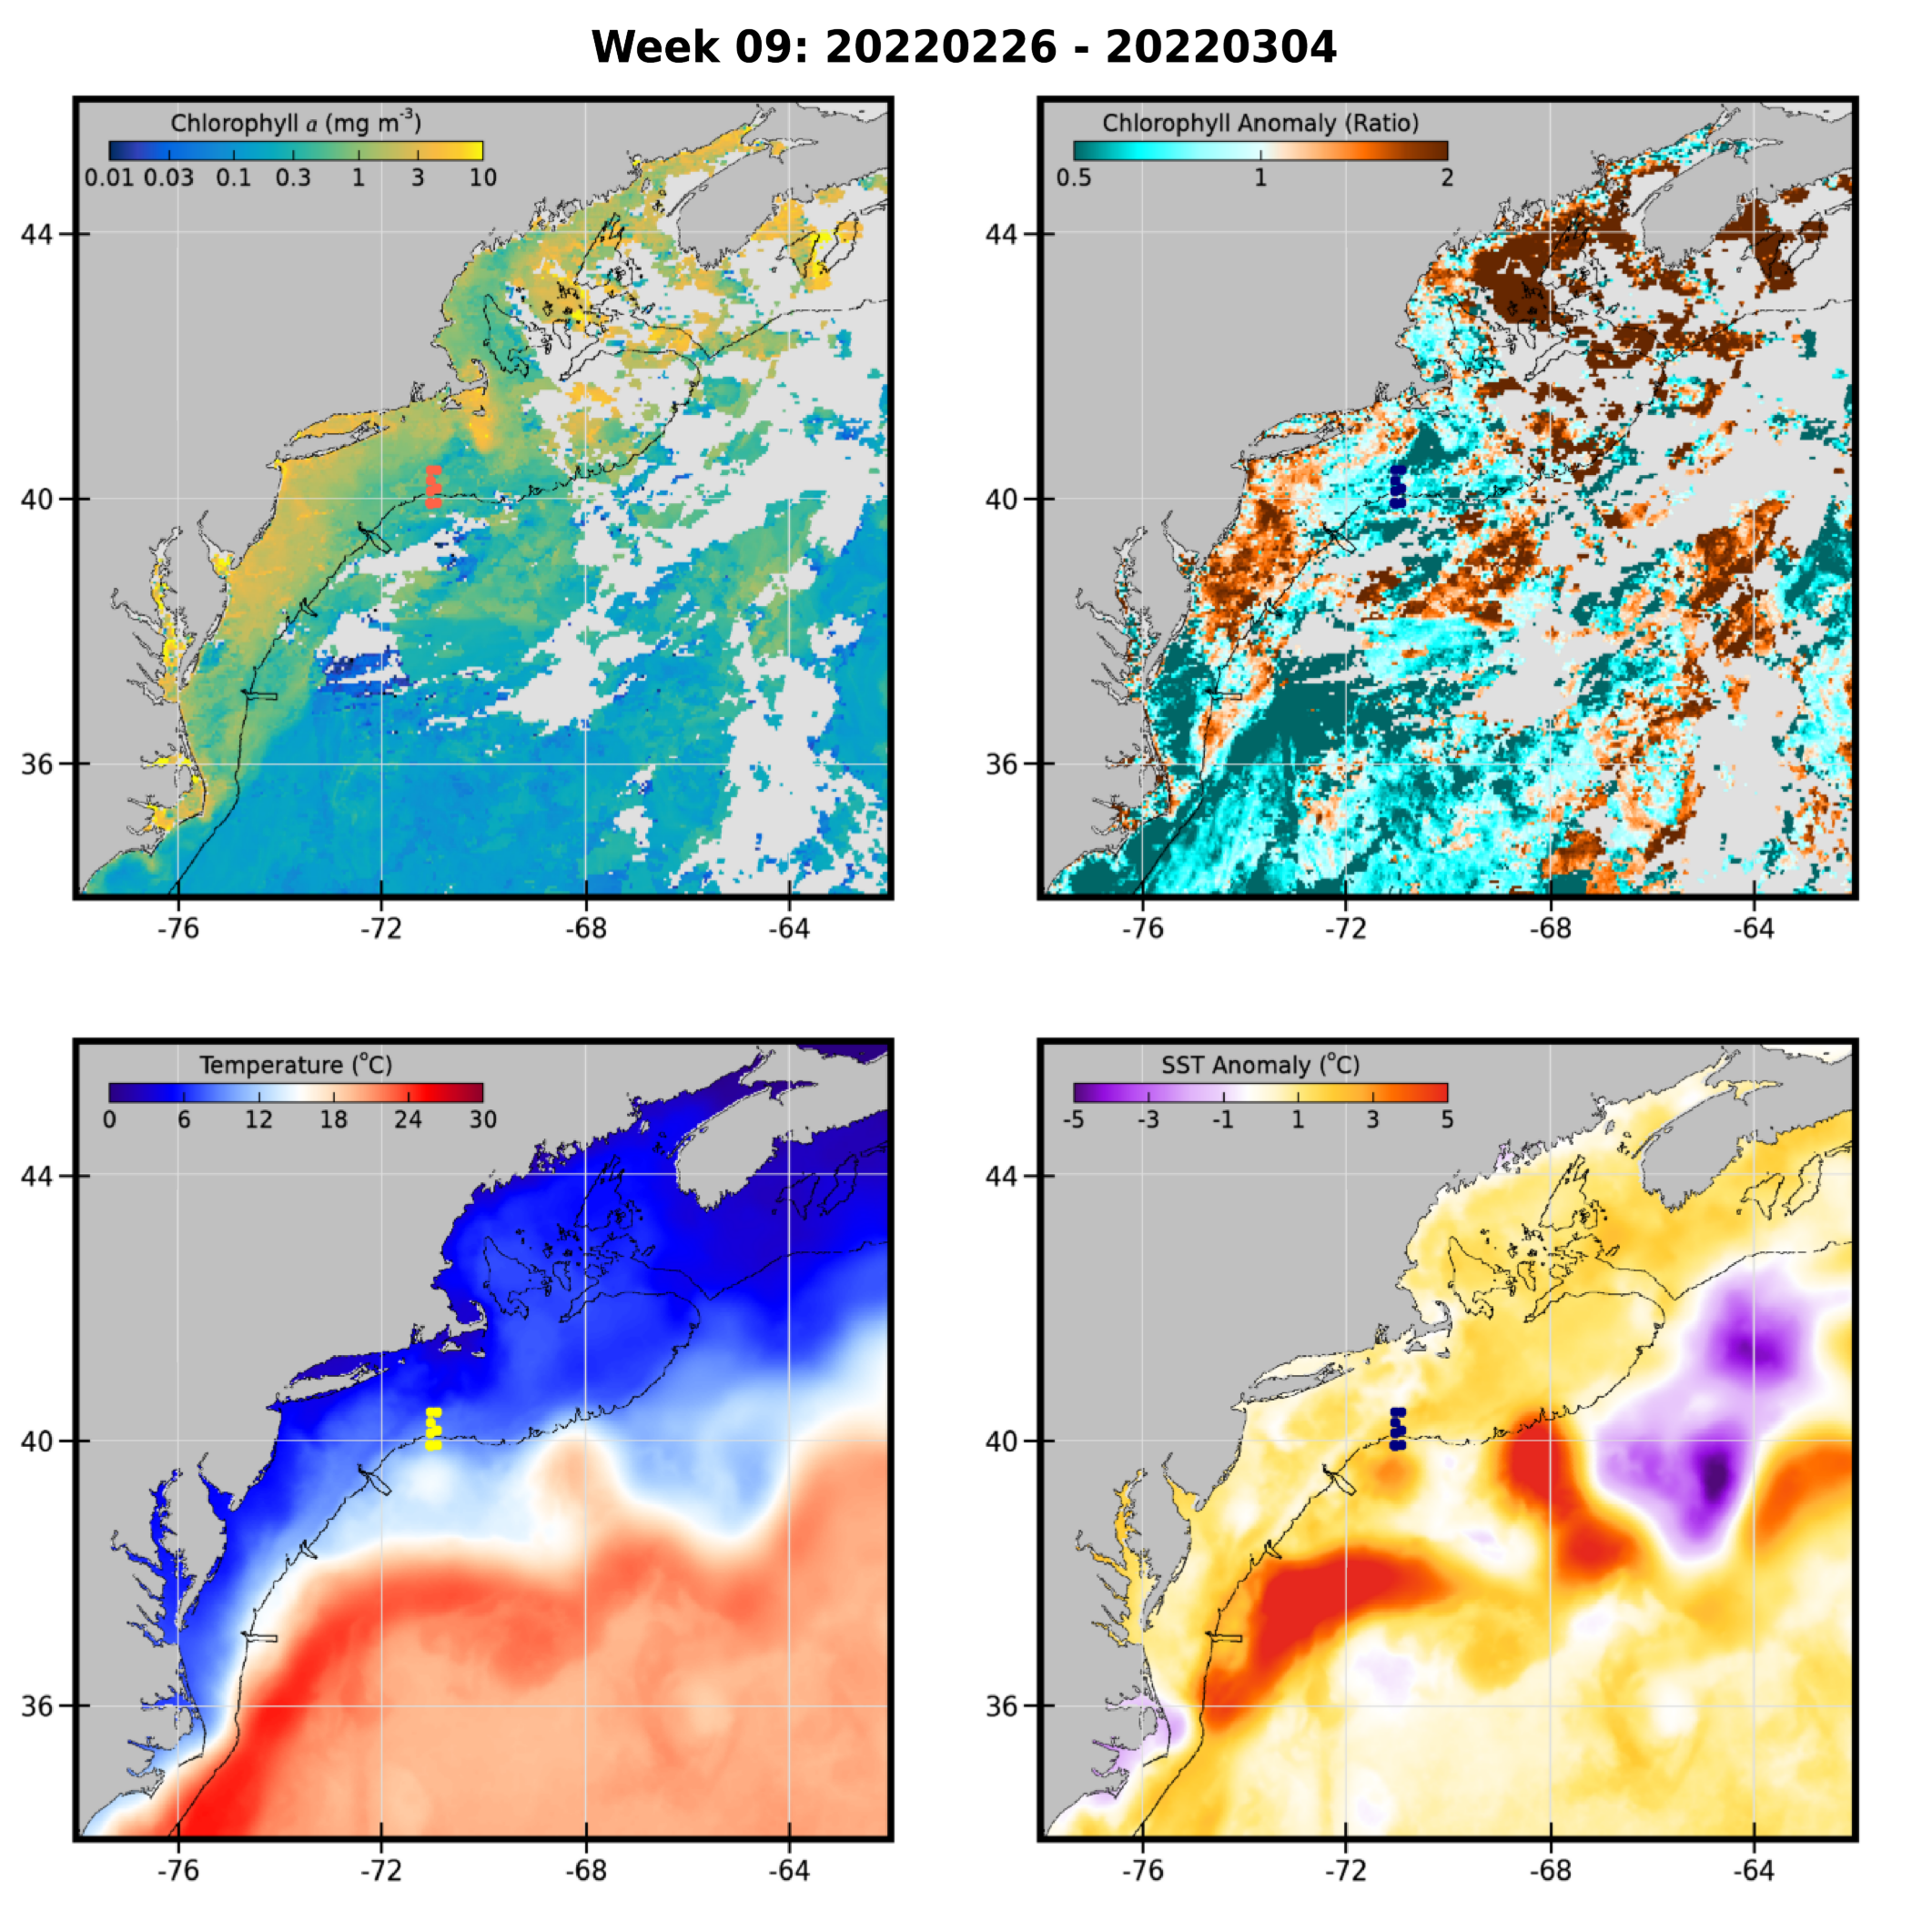 Week 09: 20220226 - 20220304
Chlorophyll a (mg m-3)
0.01 0.03 0.1 0.3 1 3 10
44
40
36
-76 -72 -68 -64
Chlorophyll Anomaly (Ratio)
0.5 1 2
44
40
36
-76 -72 -68 -64
Temperature (oC)
0 6 12 18 24 30
44
40
36
-76 -72 -68 -64
SST Anomaly (oC)
-5 -3 -1 1 3 5
44
40
36
-76 -72 -68 -64